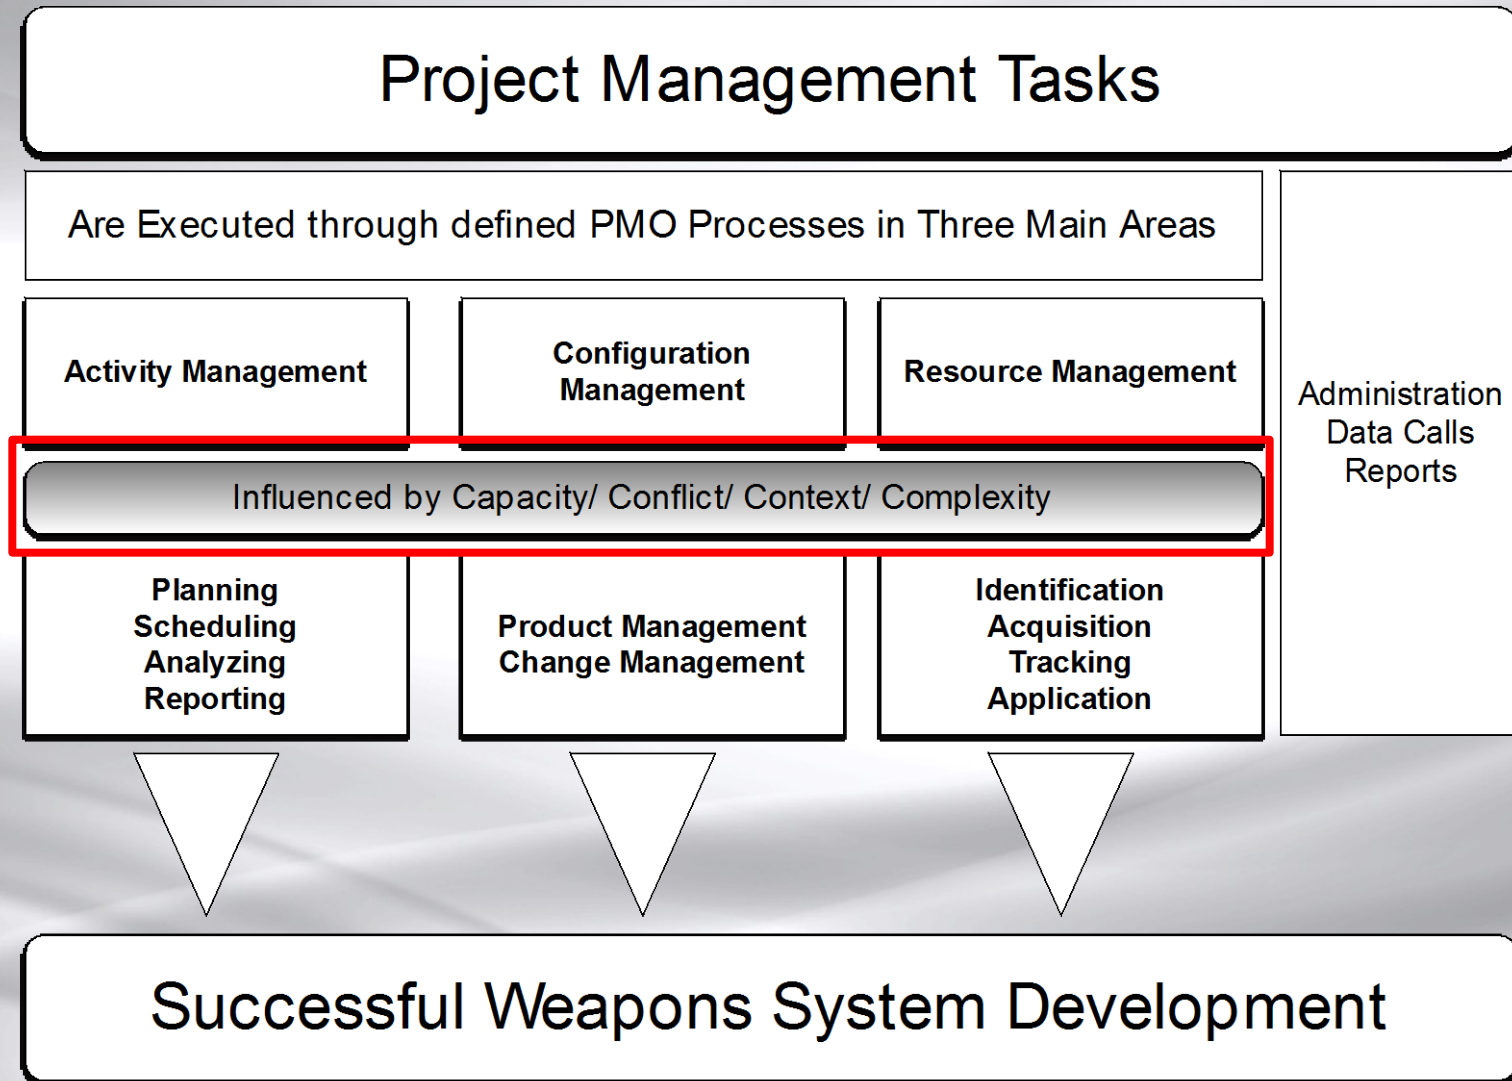 Project Management Tasks
Are Executed through defined PMO Processes in Three Main Areas
Activity Management
Configuration
Management
Resource Management
Administration
Data Calls
Reports
Influenced by Capacity/ Conflict/ Context/ Complexity
Planning
Scheduling
Analyzing
Reporting
Product Management
Change Management
Identification
Acquisition
Tracking
Application
Successful Weapons System Development